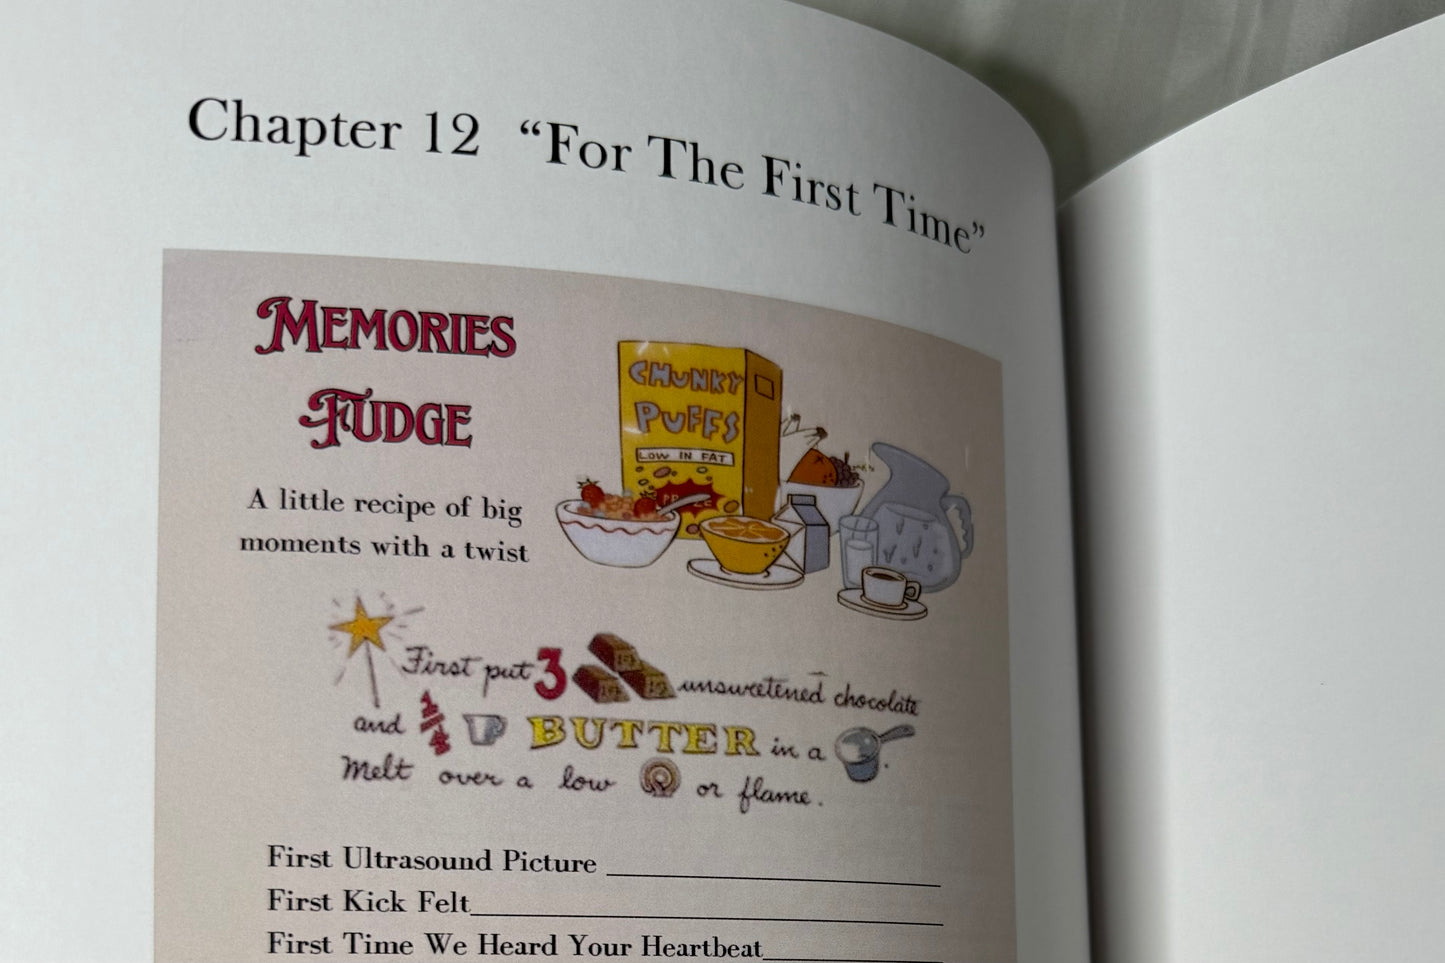 Chapter 12 “For The First Time”
MEMORIES
FUDGE
A little recipe of big
moments with a twist
CHUNKY
PUFFS
LOW IN FAT
First put 3 unsweetened chocolate
and 1/4 BUTTER in a .
Melt over a low or flame.
First Ultrasound Picture
First Kick Felt
First Time We Heard Your Heartbeat